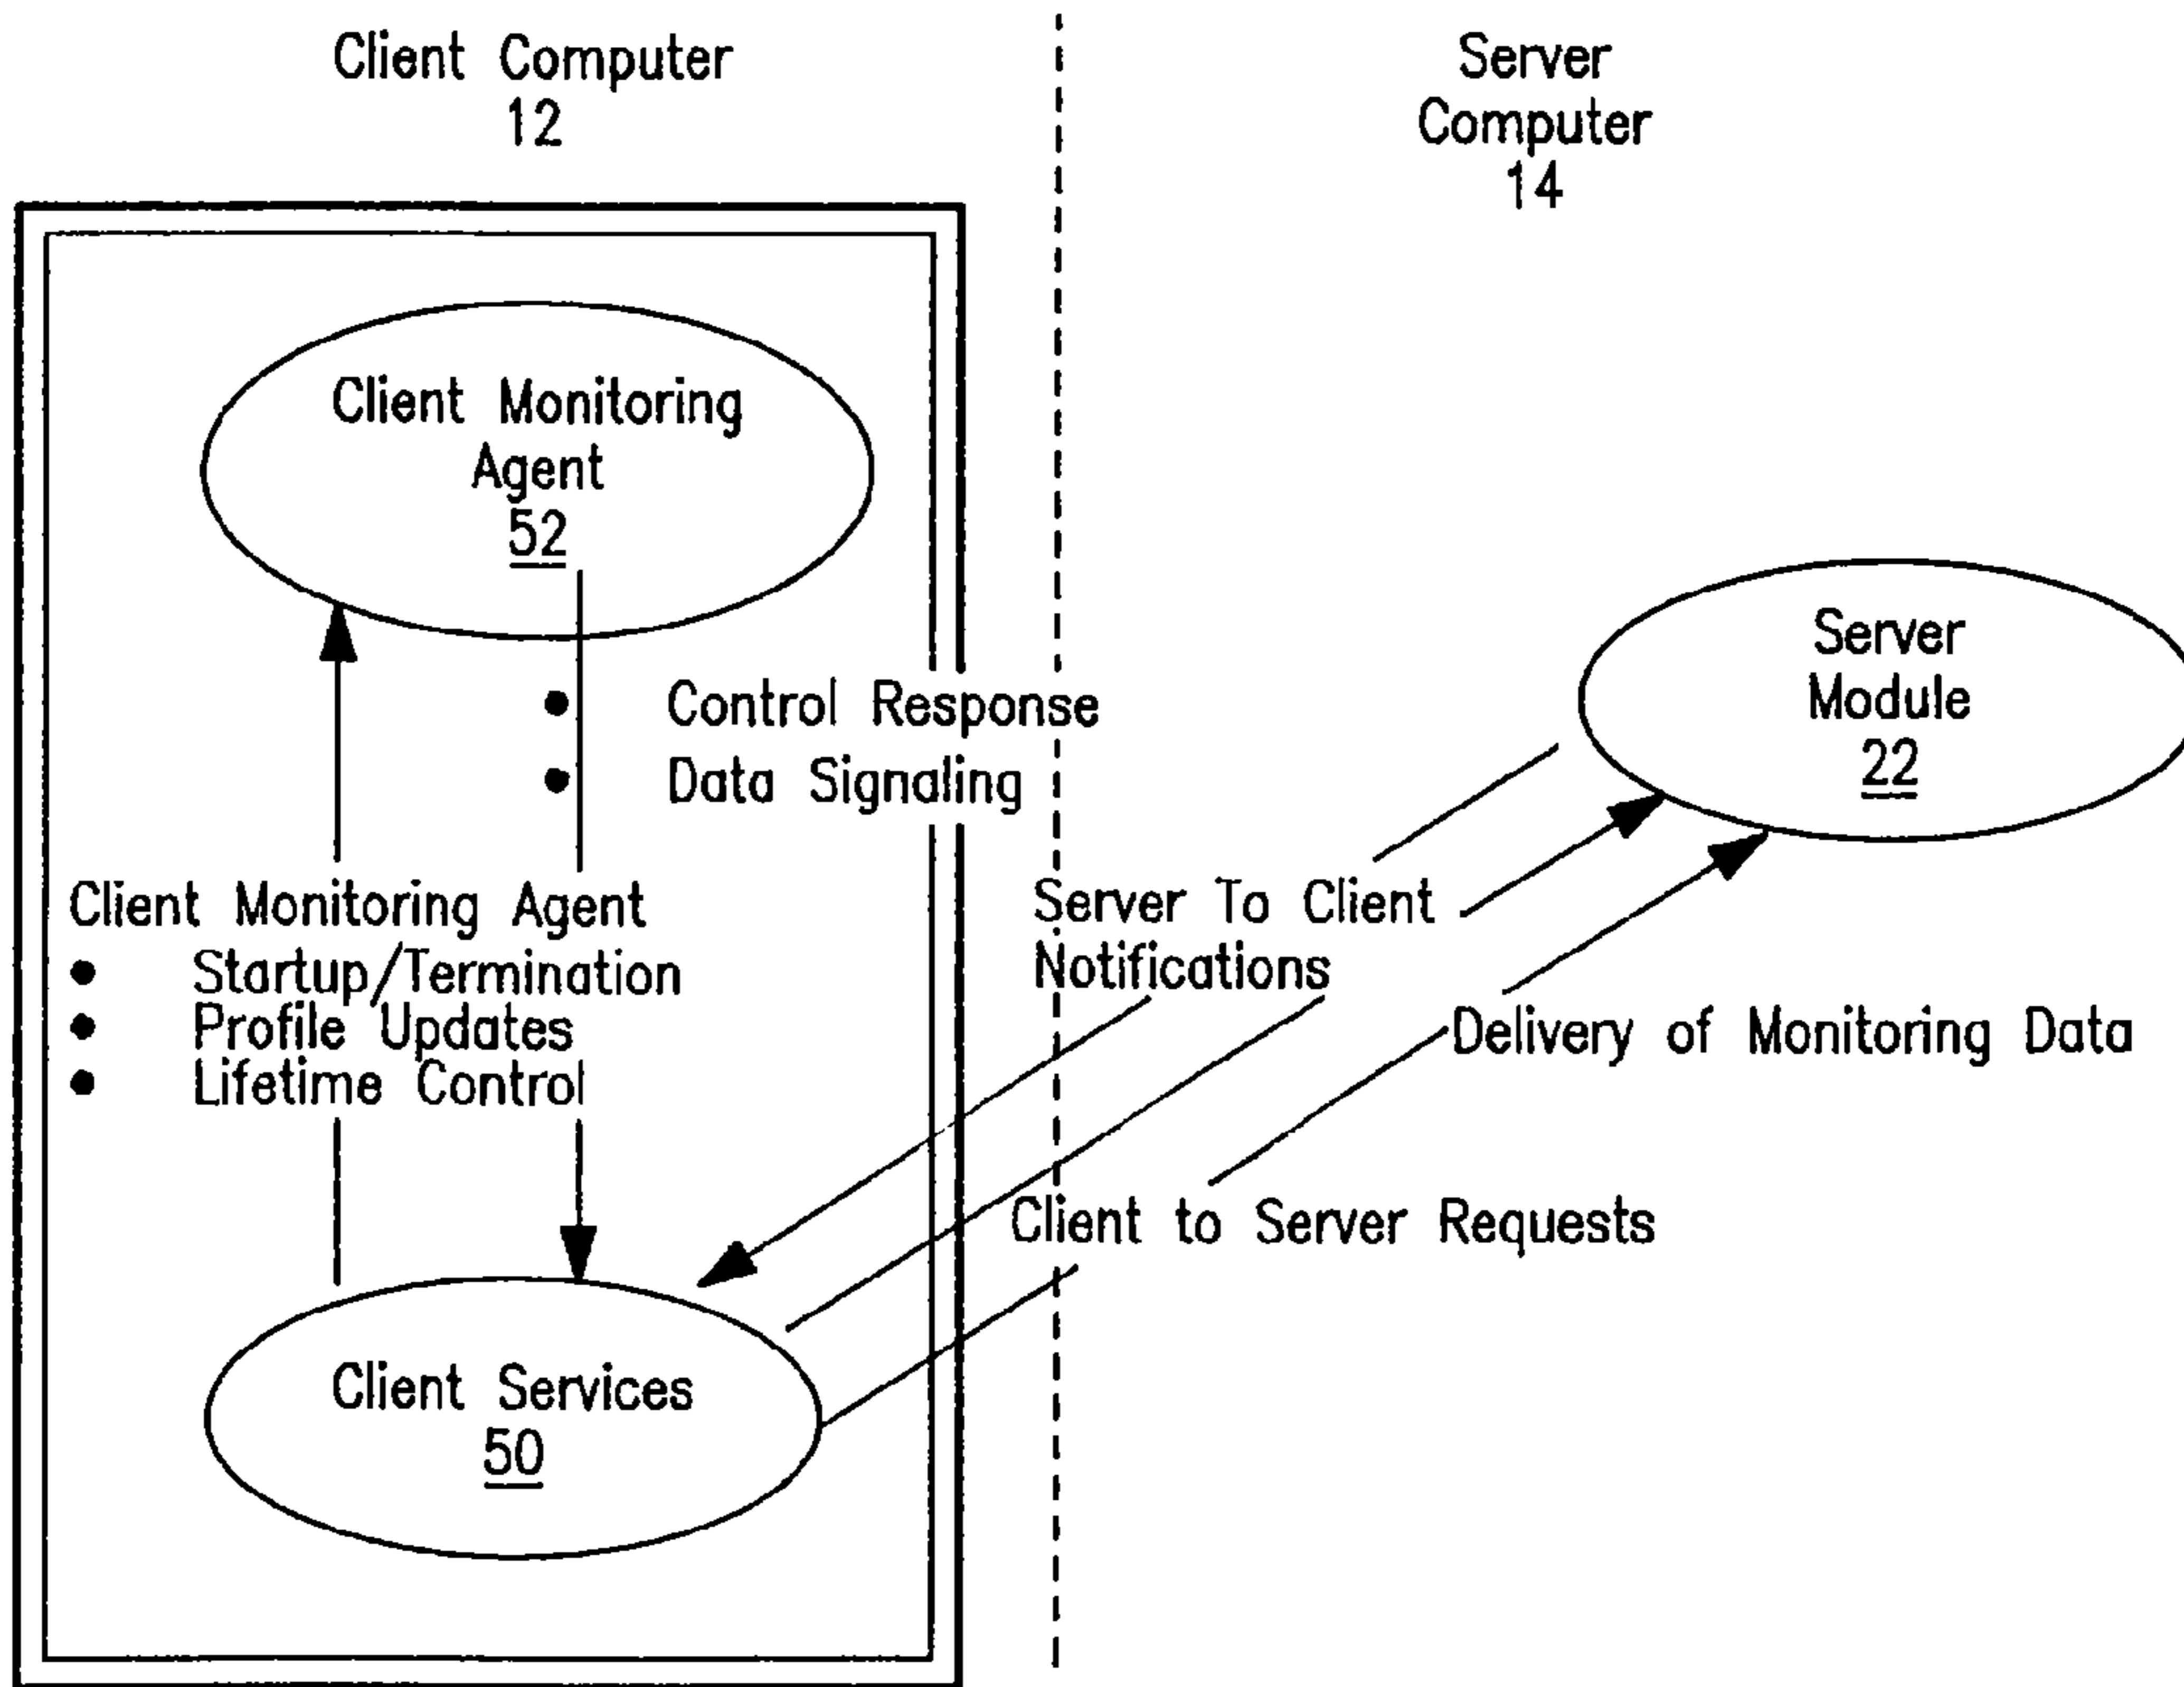 Client Computer
12
Server
Computer
14
Client Monitoring
Agent
52
Server
Module
22
● Control Response
● Data Signaling
Client Monitoring Agent
● Startup/Termination
● Profile Updates
● Lifetime Control
Server To Client
Notifications
Delivery of Monitoring Data
Client to Server Requests
Client Services
50